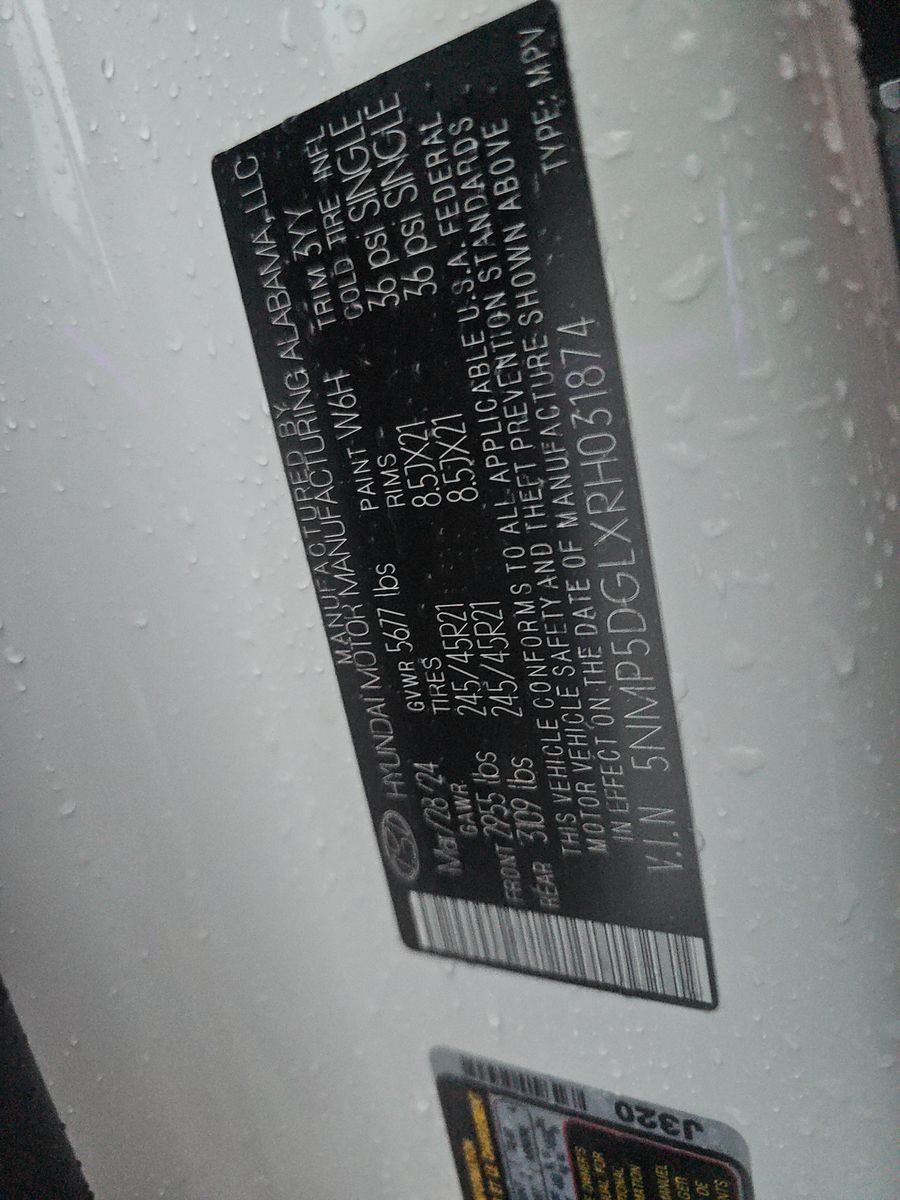 MANUFACTURED BY
HYUNDAI MOTOR MANUFACTURING ALABAMA, LLC
Mar/28/24 GVWR 5677 lbs PAINT W6H TRIM 5YY
GAWR TIRES RIMS COLD TIRE INFL
FRONT 2955 lbs 245/45R21 8.5JX21 36 psi SINGLE
REAR 3109 lbs 245/45R21 8.5JX21 36 psi SINGLE
THIS VEHICLE CONFORMS TO ALL APPLICABLE U.S.A. FEDERAL
MOTOR VEHICLE SAFETY AND THEFT PREVENTION STANDARDS
IN EFFECT ON THE DATE OF MANUFACTURE SHOWN ABOVE
V.I.N 5NMP5DGLXRH031874 TYPE: MPV
J320